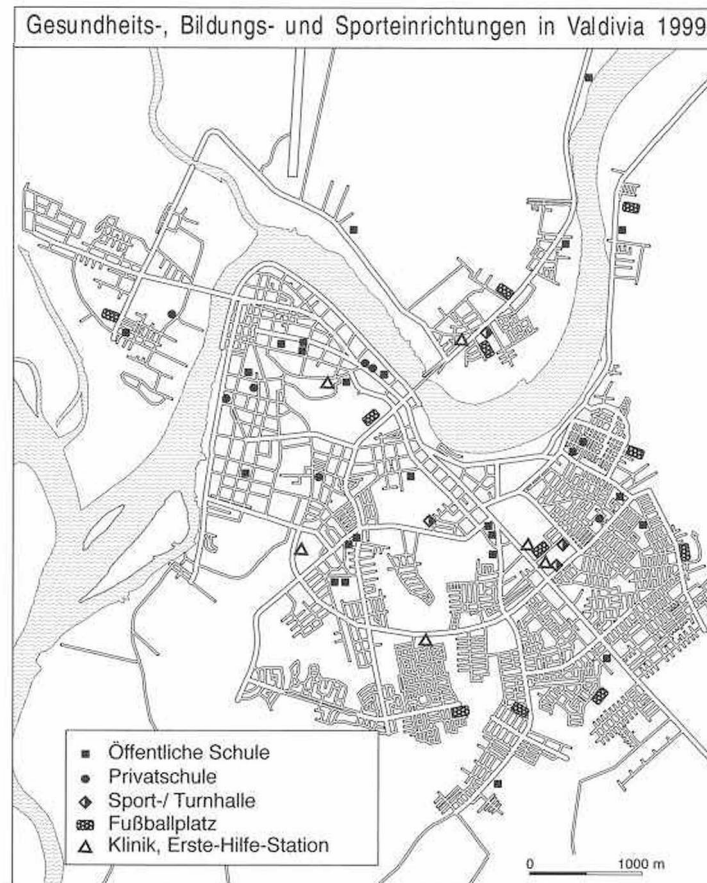 Gesundheits-, Bildungs- und Sporteinrichtungen in Valdivia 1999
Öffentliche Schule
Privatschule
Sport-/ Turnhalle
Fußballplatz
Klinik, Erste-Hilfe-Station
0 1000 m